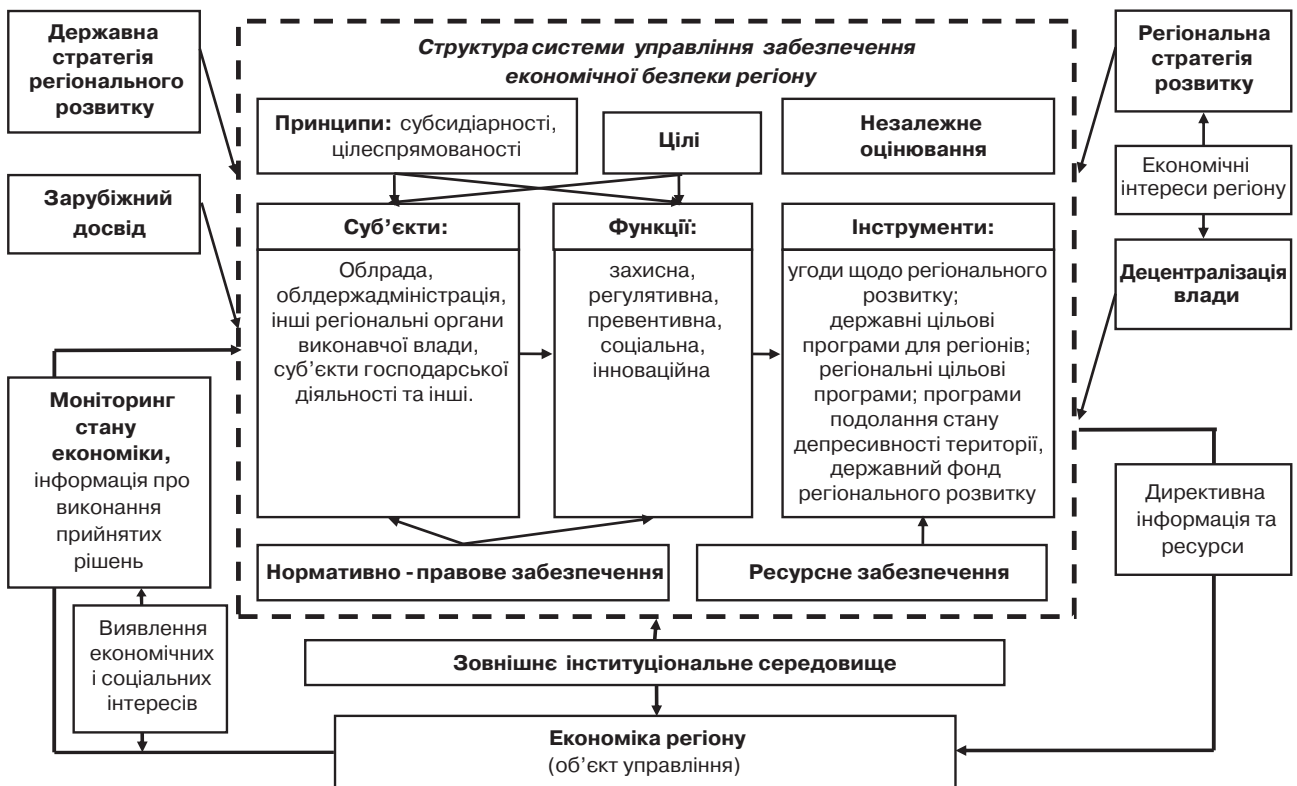 Державна
стратегія
регіонального
розвитку
Зарубіжний
досвід
Структура системи управління забезпечення
економічної безпеки регіону
Принципи: субсидіарності,
цілеспрямованості
Цілі
Незалежне
оцінювання
Суб’єкти:
Облрада,
облдержадміністрація,
інші регіональні органи
виконавчої влади,
суб’єкти господарської
діяльності та інші.
Функції:
захисна,
регулятивна,
превентивна,
соціальна,
інноваційна
Інструменти:
угоди щодо регіонального
розвитку;
державні цільові
програми для регіонів;
регіональні цільові
програми; програми
подолання стану
депресивності території,
державний фонд
регіонального розвитку
Нормативно - правове забезпечення
Ресурсне забезпечення
Регіональна
стратегія
розвитку
Економічні
інтереси регіону
Децентралізація
влади
Моніторинг
стану
економіки,
інформація про
виконання
прийнятих
рішень
Виявлення
економічних
і соціальних
інтересів
Директивна
інформація та
ресурси
Зовнішнє інституціональне середовище
Економіка регіону
(об’єкт управління)